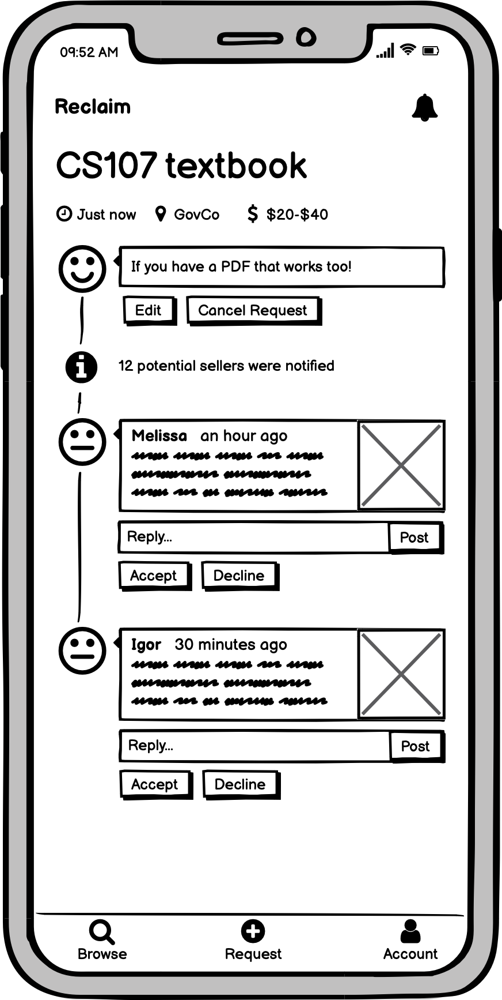 09:52 AM
Reclaim
CS107 textbook
Just now GovCo $ $20-$40
If you have a PDF that works too!
Edit Cancel Request
12 potential sellers were notified
Melissa an hour ago
Reply...
Post
Accept Decline
Igor 30 minutes ago
Reply...
Post
Accept Decline
Browse Request Account